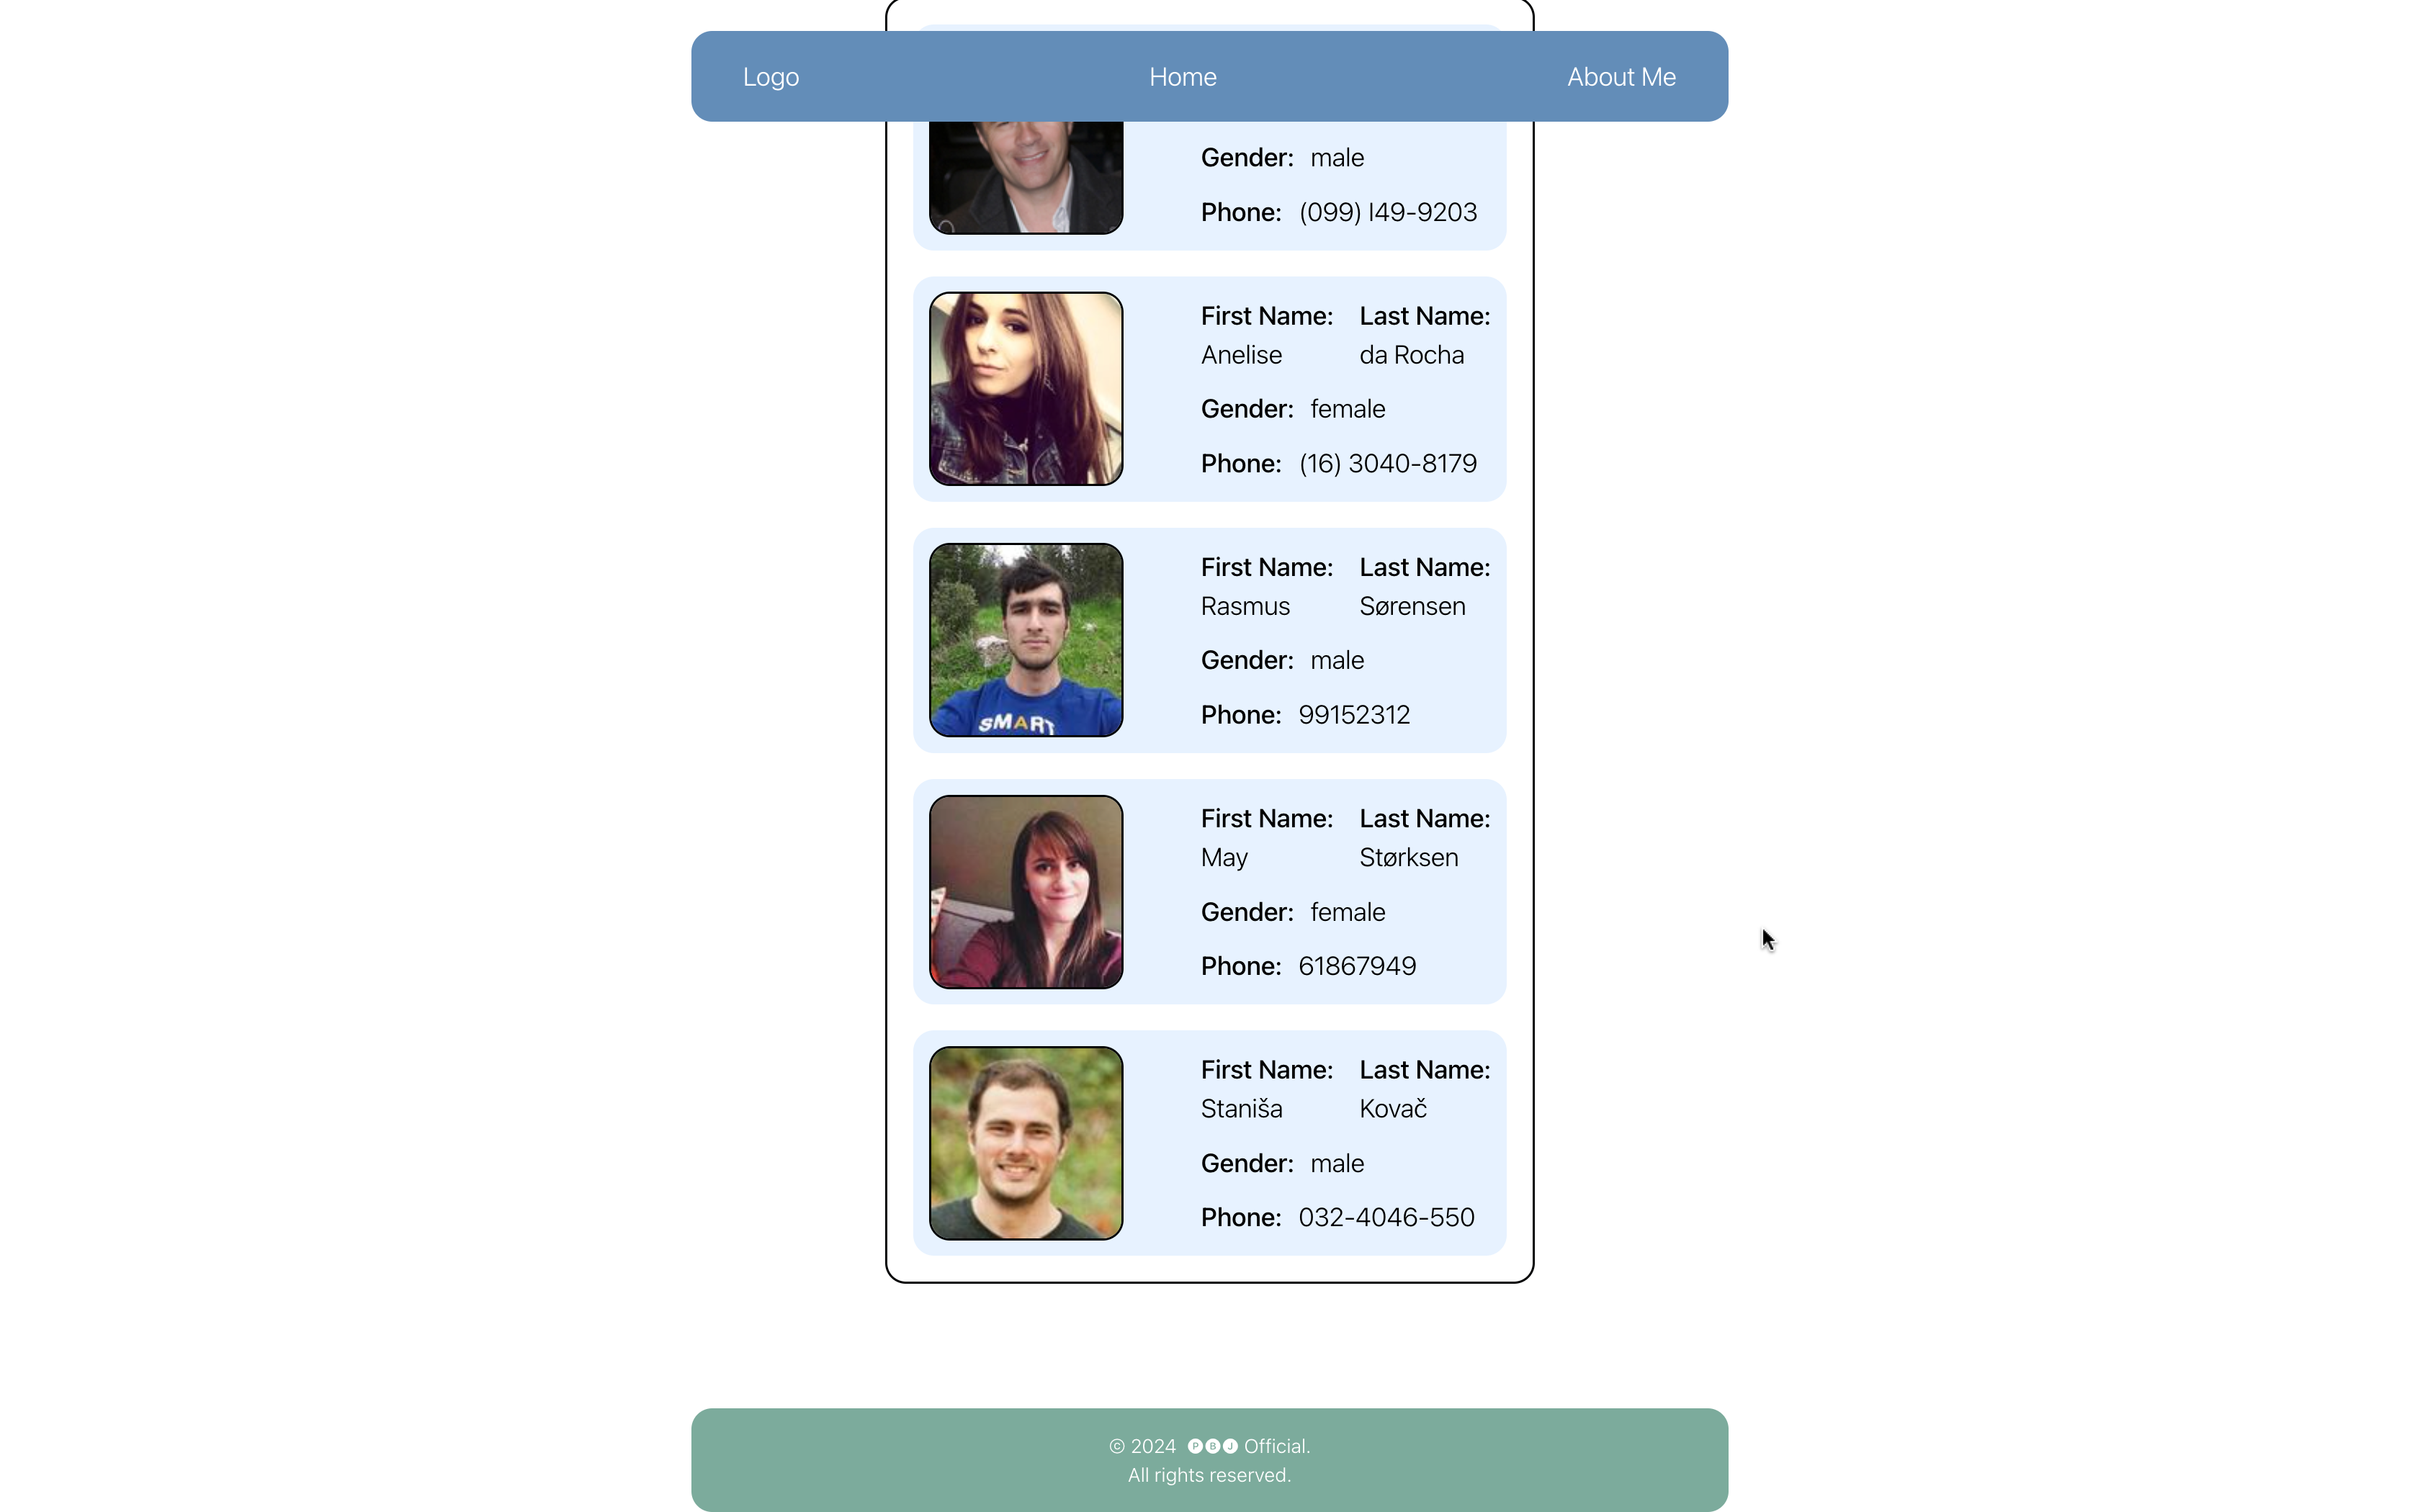 Logo Home About Me
Gender: male
Phone: (099) I49-9203
First Name: Last Name:
Anelise da Rocha
Gender: female
Phone: (16) 3040-8179
First Name: Last Name:
Rasmus Sørensen
Gender: male
Phone: 99152312
SMART
First Name: Last Name:
May Størksen
Gender: female
Phone: 61867949
First Name: Last Name:
Staniša Kovač
Gender: male
Phone: 032-4046-550
© 2024 🅟🅑🅙 Official.
All rights reserved.